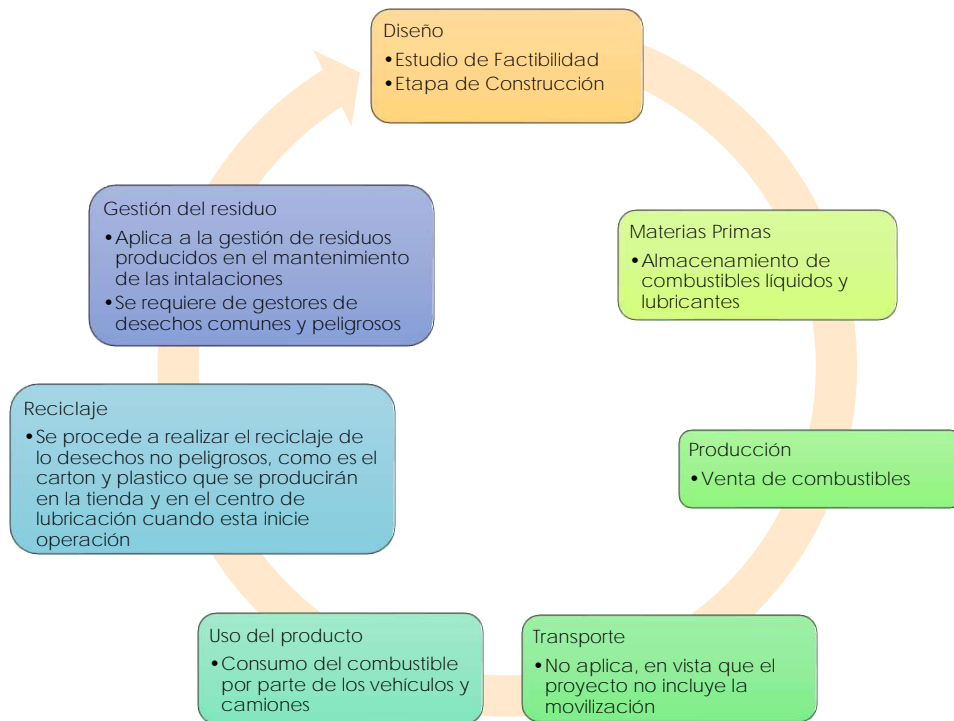 Diseño
•Estudio de Factibilidad
•Etapa de Construcción
Materias Primas
•Almacenamiento de
combustibles líquidos y
lubricantes
Producción
•Venta de combustibles
Transporte
•No aplica, en vista que el
proyecto no incluye la
movilización
Uso del producto
•Consumo del combustible
por parte de los vehículos y
camiones
Reciclaje
•Se procede a realizar el reciclaje de
lo desechos no peligrosos, como es el
carton y plastico que se producirán
en la tienda y en el centro de
lubricación cuando esta inicie
operación
Gestión del residuo
•Aplica a la gestión de residuos
producidos en el mantenimiento
de las intalaciones
•Se requiere de gestores de
desechos comunes y peligrosos